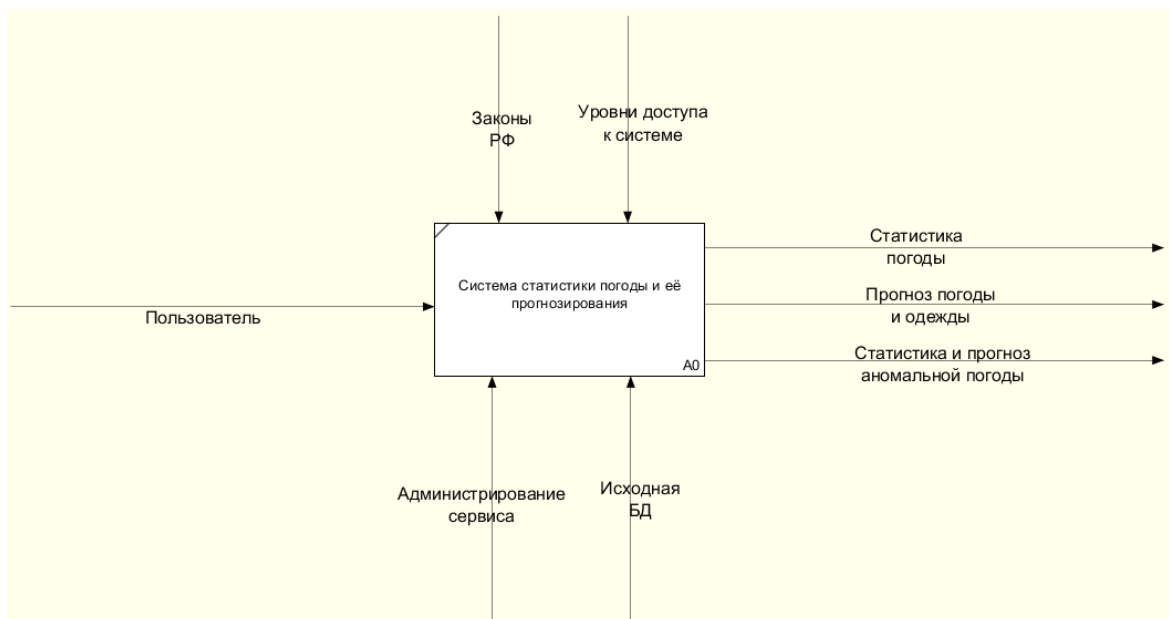 Законы
РФ
Уровни доступа
к системе
Статистика
погоды
Система статистики погоды и её
прогнозирования
Прогноз погоды
и одежды
Пользователь
Статистика и прогноз
аномальной погоды
A0
Администрирование
сервиса
Исходная
БД